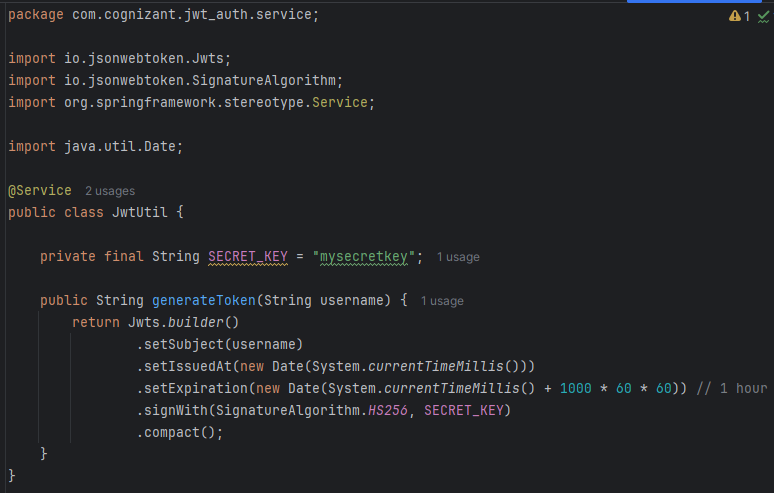 package com.cognizant.jwt_auth.service;
1
import io.jsonwebtoken.Jwts;
import io.jsonwebtoken.SignatureAlgorithm;
import org.springframework.stereotype.Service;
import java.util.Date;
@Service 2 usages
public class JwtUtil {
private final String SECRET_KEY = "mysecretkey"; 1 usage
public String generateToken(String username) { 1 usage
return Jwts.builder()
.setSubject(username)
.setIssuedAt(new Date(System.currentTimeMillis()))
.setExpiration(new Date(System.currentTimeMillis() + 1000 * 60 * 60)) // 1 hour
.signWith(SignatureAlgorithm.HS256, SECRET_KEY)
.compact();
}
}